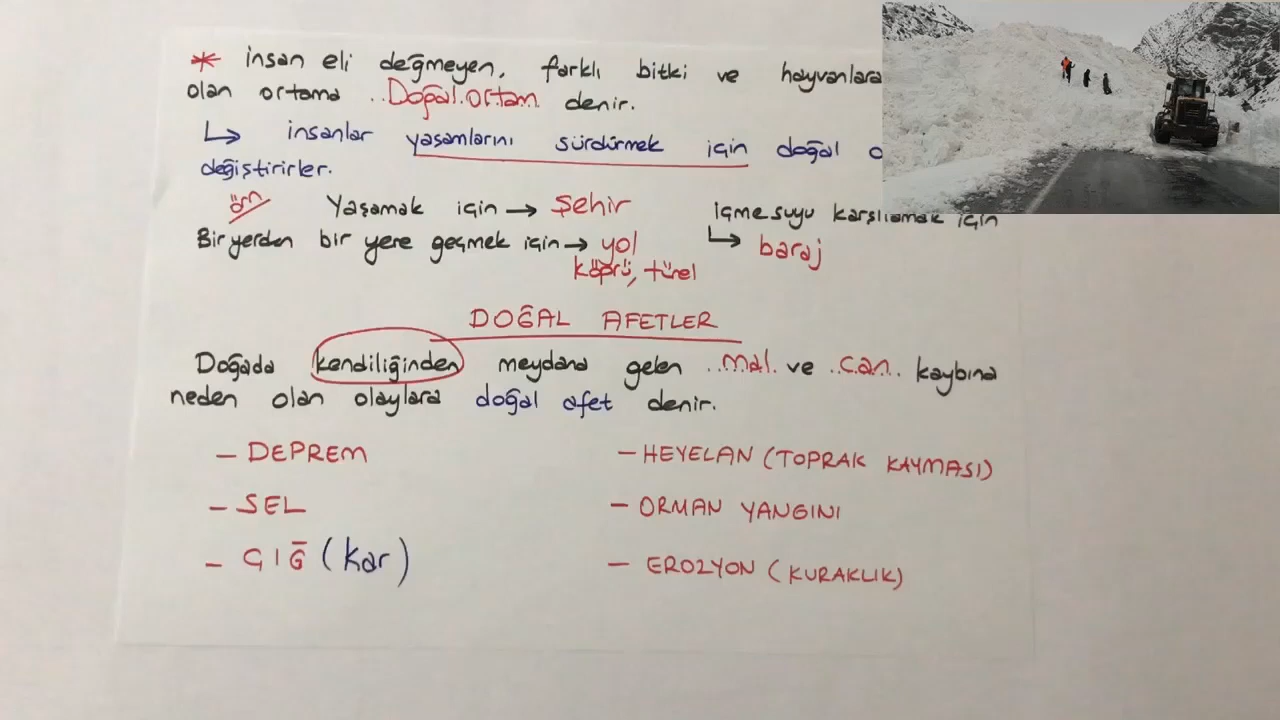 * İnsan eli değmeyen, farklı bitki ve hayvanlara
olan ortama ..Doğal.ortam. denir.
↳ insanlar yaşamlarını sürdürmek için doğal o
değiştirirler.
örn Yaşamak için → Şehir
İçme suyu karşılamak için
Bir yerden bir yere geçmek için → yol
↳ baraj
köprü, tünel
DOĞAL AFETLER
Doğada kendiliğinden meydana gelen ..mal. ve .can.. kaybına
neden olan olaylara doğal afet denir.
- DEPREM
- HEYELAN (TOPRAK KAYMASI)
- SEL
- ORMAN YANGINI
- ÇIĞ (kar)
- EROZYON (KURAKLIK)